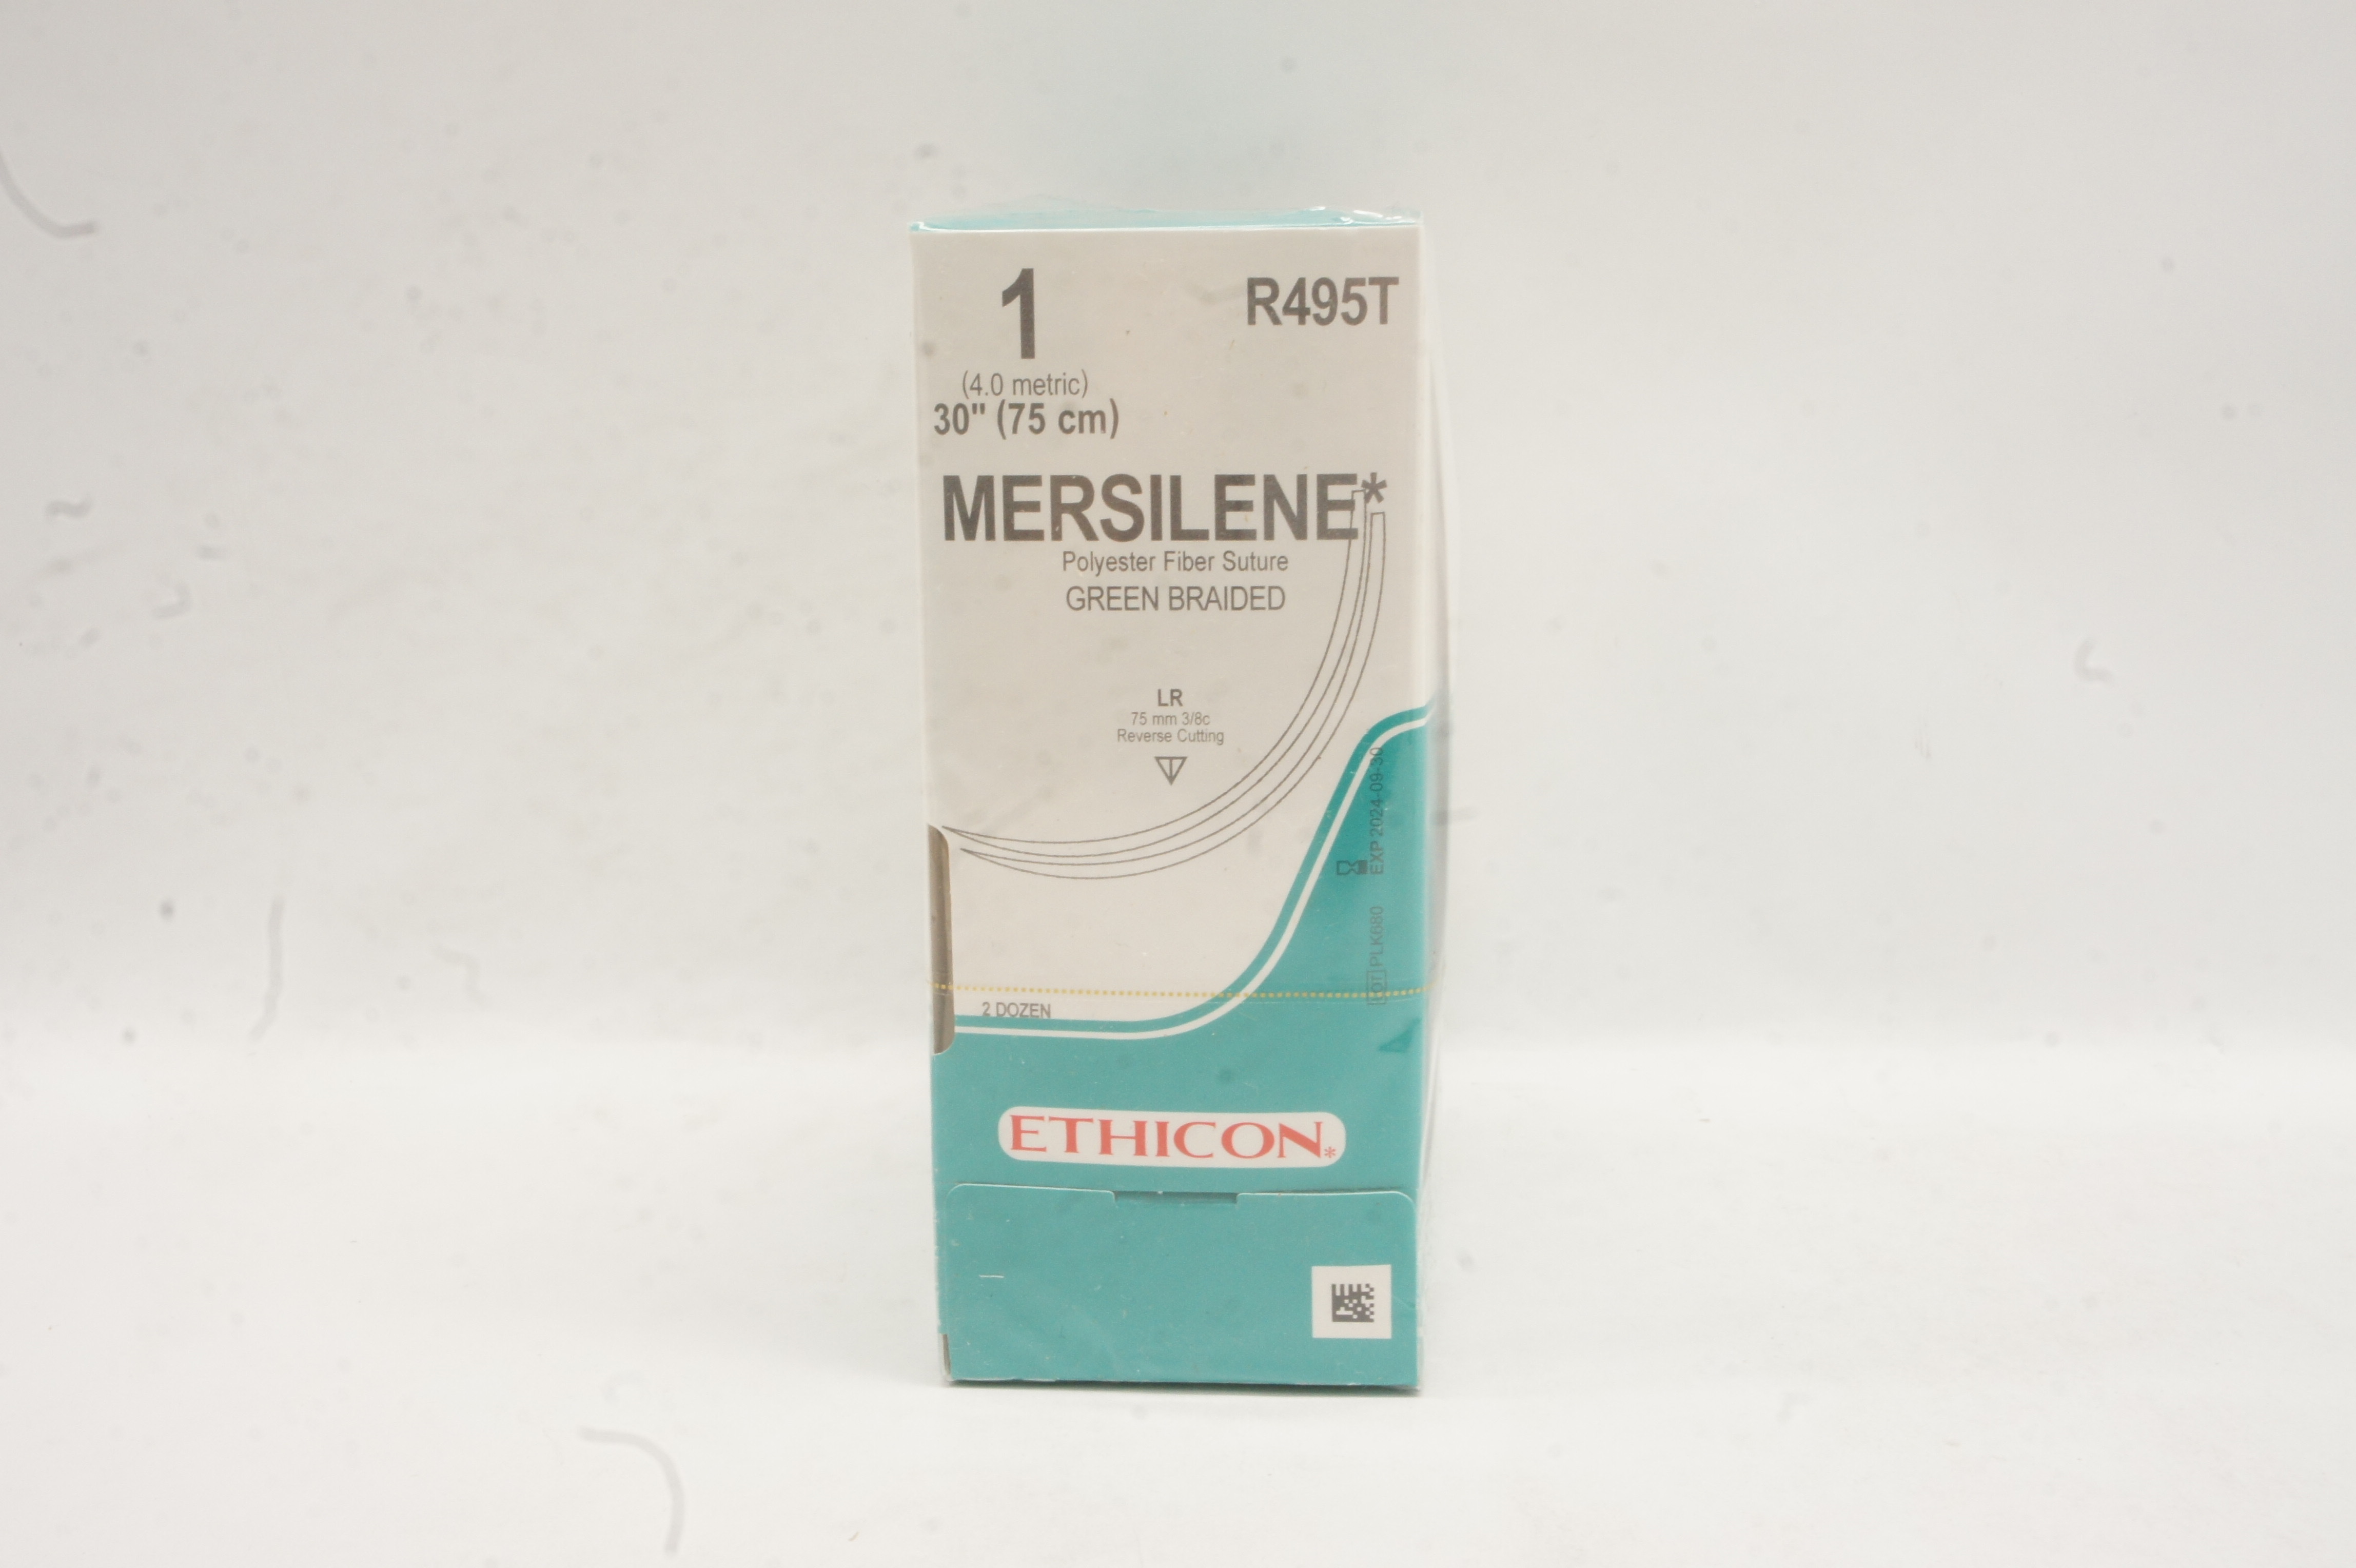 1
R495T
(4.0 metric)
30" (75 cm)
MERSILENE*
Polyester Fiber Suture
GREEN BRAIDED
LR
75 mm 3/8c
Reverse Cutting
EXP 2024-09-30
LOT PLK680
2 DOZEN
ETHICON*